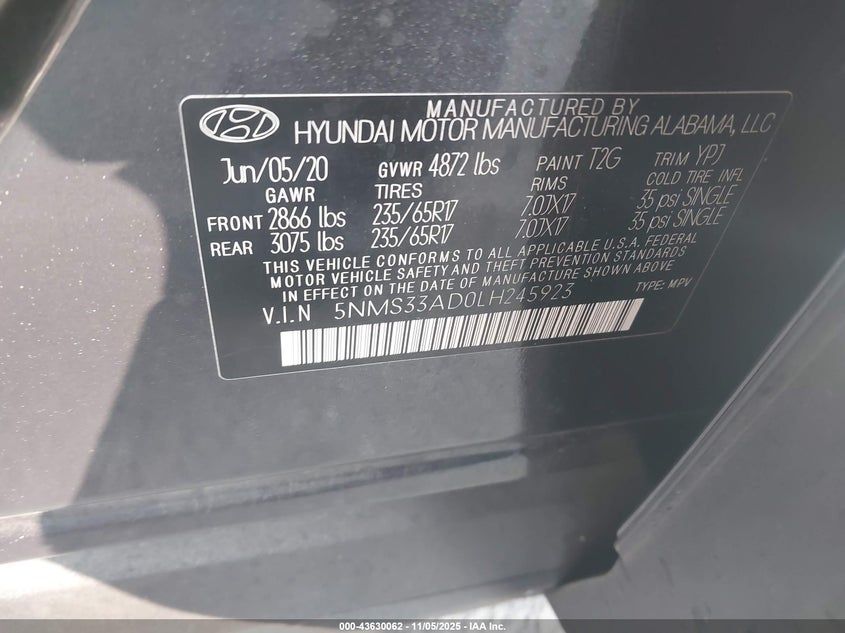 MANUFACTURED BY
HYUNDAI MOTOR MANUFACTURING ALABAMA, LLC
Jun/05/20 GVWR 4872 lbs PAINT T2G TRIM YPJ
GAWR TIRES RIMS COLD TIRE INFL
FRONT 2866 lbs 235/65R17 7.0JX17 35 psi SINGLE
REAR 3075 lbs 235/65R17 7.0JX17 35 psi SINGLE
THIS VEHICLE CONFORMS TO ALL APPLICABLE U.S.A. FEDERAL
MOTOR VEHICLE SAFETY AND THEFT PREVENTION STANDARDS
IN EFFECT ON THE DATE OF MANUFACTURE SHOWN ABOVE
V.I.N 5NMS33AD0LH245923 TYPE: MPV
000-43630062 - 11/05/2025 - IAA Inc.